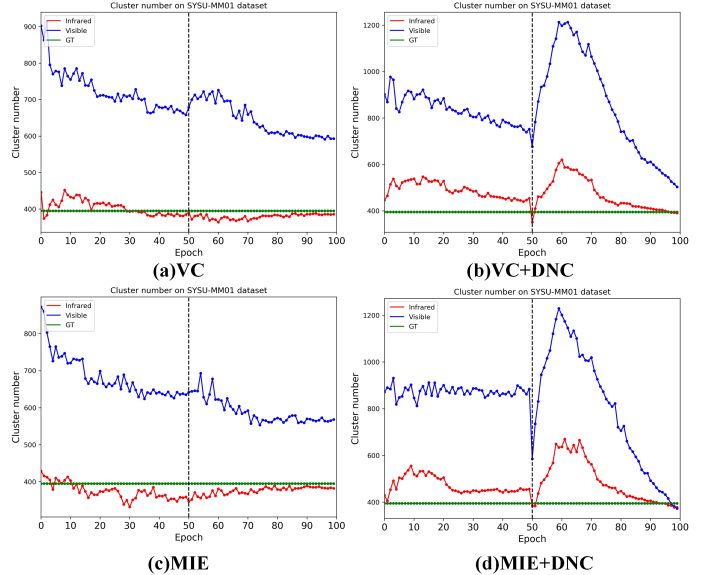 Cluster number on SYSU-MM01 dataset
Infrared
Visible
GT
Cluster number
900
800
700
600
500
400
0 10 20 30 40 50 60 70 80 90 100
Epoch
(a)VC
Cluster number on SYSU-MM01 dataset
Infrared
Visible
GT
Cluster number
1200
1000
800
600
400
0 10 20 30 40 50 60 70 80 90 100
Epoch
(b)VC+DNC
Cluster number on SYSU-MM01 dataset
Infrared
Visible
GT
Cluster number
800
700
600
500
400
0 10 20 30 40 50 60 70 80 90 100
Epoch
(c)MIE
Cluster number on SYSU-MM01 dataset
Infrared
Visible
GT
Cluster number
1200
1000
800
600
400
0 10 20 30 40 50 60 70 80 90 100
Epoch
(d)MIE+DNC